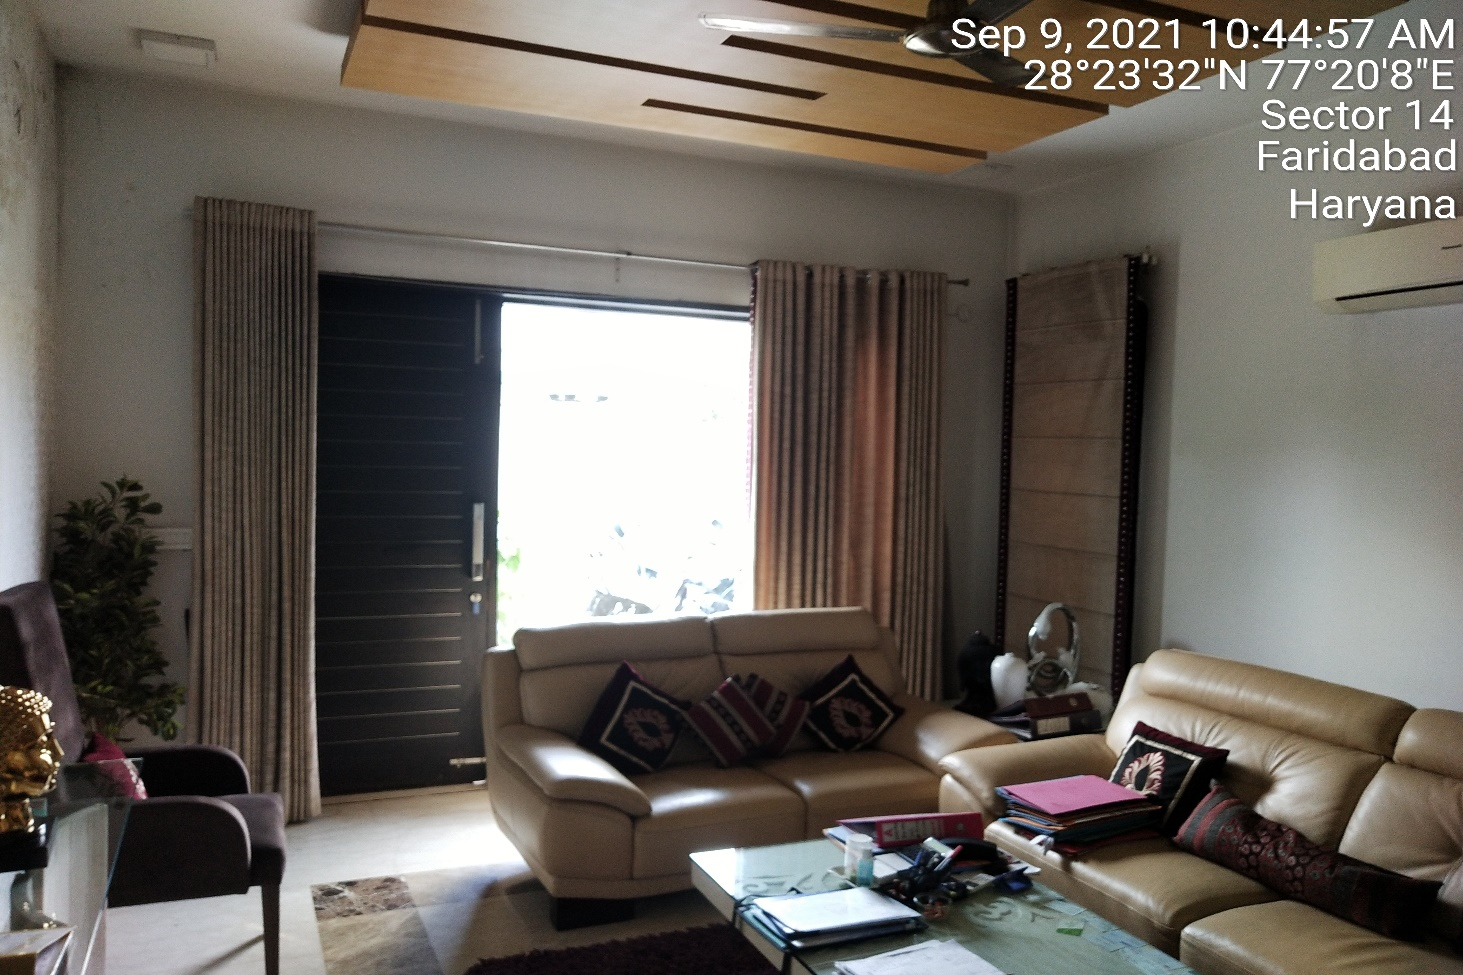 Sep 9, 2021 10:44:57 AM
28°23'32"N 77°20'8"E
Sector 14
Faridabad
Haryana